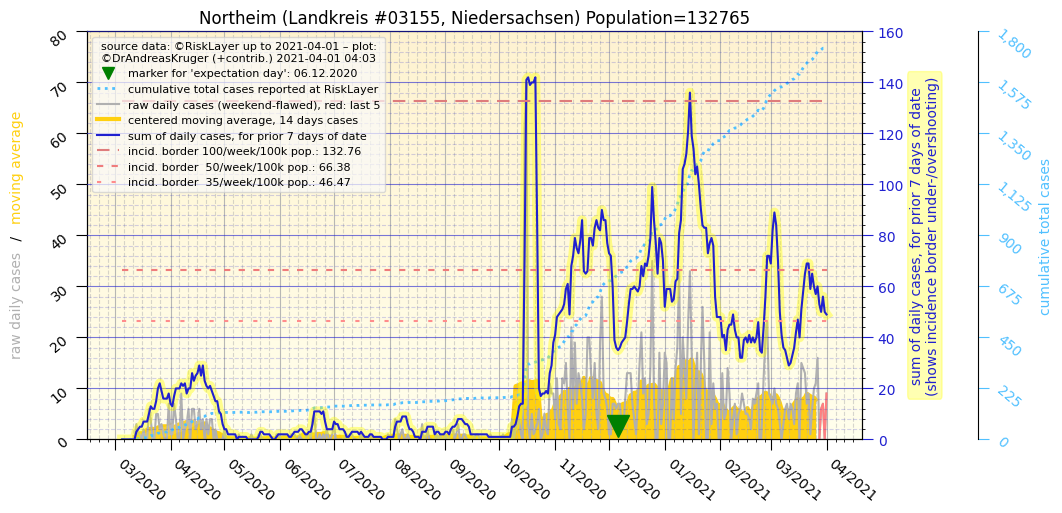 Northeim (Landkreis #03155, Niedersachsen) Population=132765
source data: ©RiskLayer up to 2021-04-01 – plot:
©DrAndreasKruger (+contrib.) 2021-04-01 04:03
marker for 'expectation day': 06.12.2020
cumulative total cases reported at RiskLayer
raw daily cases (weekend-flawed), red: last 5
centered moving average, 14 days cases
sum of daily cases, for prior 7 days of date
incid. border 100/week/100k pop.: 132.76
incid. border  50/week/100k pop.: 66.38
incid. border  35/week/100k pop.: 46.47
raw daily cases / moving average
80
70
60
50
40
30
20
10
0
160
140
120
100
80
60
40
20
0
sum of daily cases, for prior 7 days of date
(shows incidence border under-/overshooting)
1,800
1,575
1,350
1,125
900
675
450
225
0
cumulative total cases
03/2020
04/2020
05/2020
06/2020
07/2020
08/2020
09/2020
10/2020
11/2020
12/2020
01/2021
02/2021
03/2021
04/2021